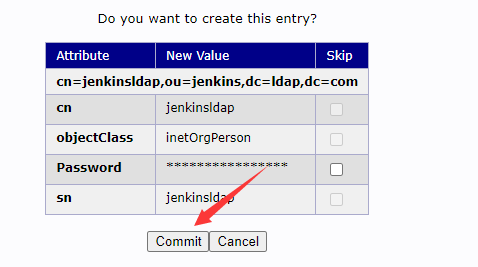 Do you want to create this entry?
Attribute New Value Skip
cn=jenkinsldap,ou=jenkins,dc=ldap,dc=com
cn jenkinsldap
objectClass inetOrgPerson
Password ****************
sn jenkinsldap
Commit Cancel